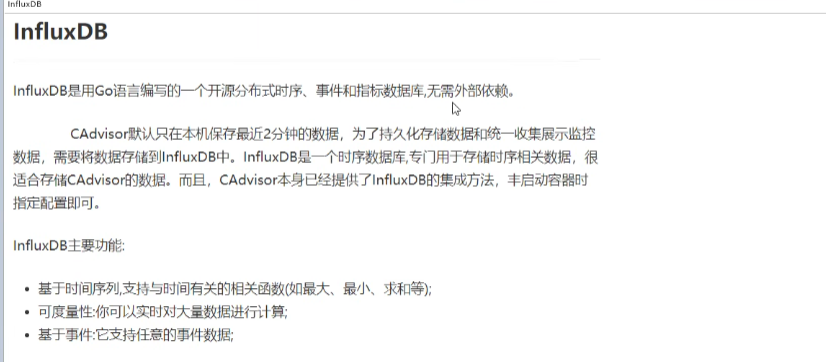 InfluxDB
InfluxDB
InfluxDB是用Go语言编写的一个开源分布式时序、事件和指标数据库,无需外部依赖。
CAdvisor默认只在本机保存最近2分钟的数据，为了持久化存储数据和统一收集展示监控
数据，需要将数据存储到InfluxDB中。InfluxDB是一个时序数据库,专门用于存储时序相关数据，很
适合存储CAdvisor的数据。而且，CAdvisor本身已经提供了InfluxDB的集成方法，丰启动容器时
指定配置即可。
InfluxDB主要功能:
• 基于时间序列,支持与时间有关的相关函数(如最大、最小、求和等);
• 可度量性:你可以实时对大量数据进行计算;
• 基于事件:它支持任意的事件数据;